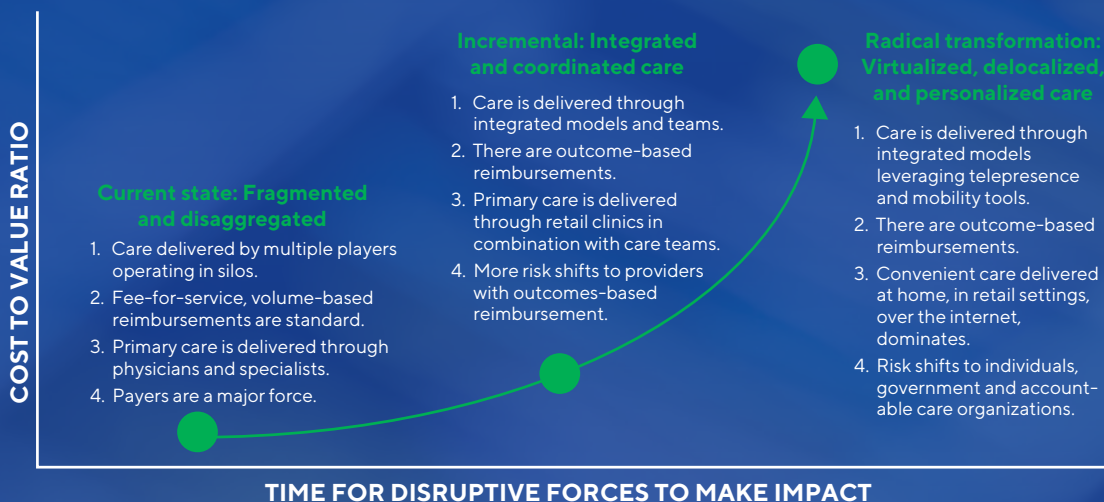 COST TO VALUE RATIO
Current state: Fragmented
and disaggregated
1. Care delivered by multiple players
operating in silos.
2. Fee-for-service, volume-based
reimbursements are standard.
3. Primary care is delivered through
physicians and specialists.
4. Payers are a major force.
Incremental: Integrated
and coordinated care
1. Care is delivered through
integrated models and teams.
2. There are outcome-based
reimbursements.
3. Primary care is delivered
through retail clinics in
combination with care teams.
4. More risk shifts to providers
with outcomes-based
reimbursement.
Radical transformation:
Virtualized, delocalized,
and personalized care
1. Care is delivered through
integrated models
leveraging telepresence
and mobility tools.
2. There are outcome-based
reimbursements.
3. Convenient care delivered
at home, in retail settings,
over the internet,
dominates.
4. Risk shifts to individuals,
government and account-
able care organizations.
TIME FOR DISRUPTIVE FORCES TO MAKE IMPACT